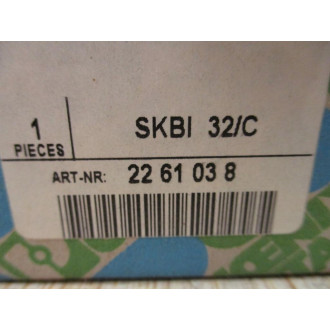 1 PIECES
SKBI 32/C
ART-NR: 22 61 03 8